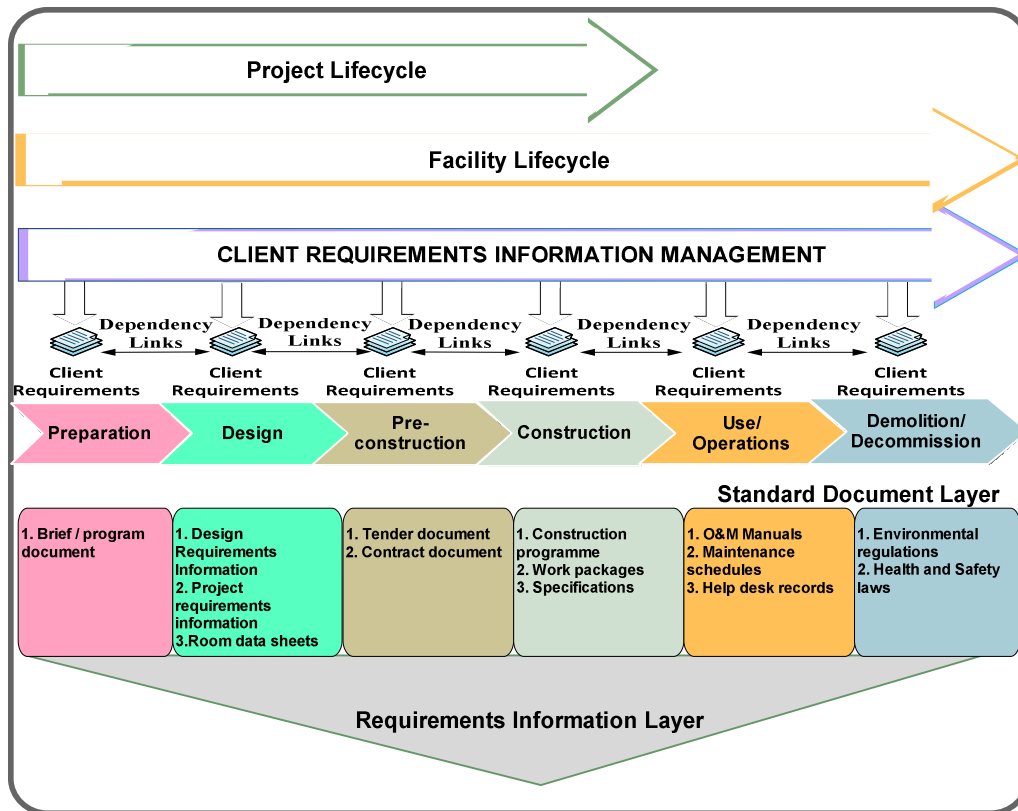 Project Lifecycle
Facility Lifecycle
CLIENT REQUIREMENTS INFORMATION MANAGEMENT
Dependency
Links
Dependency
Links
Dependency
Links
Dependency
Links
Dependency
Links
Client
Requirements
Client
Requirements
Client
Requirements
Client
Requirements
Client
Requirements
Client
Requirements
Preparation
Design
Pre-
construction
Construction
Use/
Operations
Demolition/
Decommission
Standard Document Layer
1. Brief / program
document
1. Design
Requirements
Information
2. Project
requirements
information
3.Room data sheets
1. Tender document
2. Contract document
1. Construction
programme
2. Work packages
3. Specifications
1. O&M Manuals
2. Maintenance
schedules
3. Help desk records
1. Environmental
regulations
2. Health and Safety
laws
Requirements Information Layer